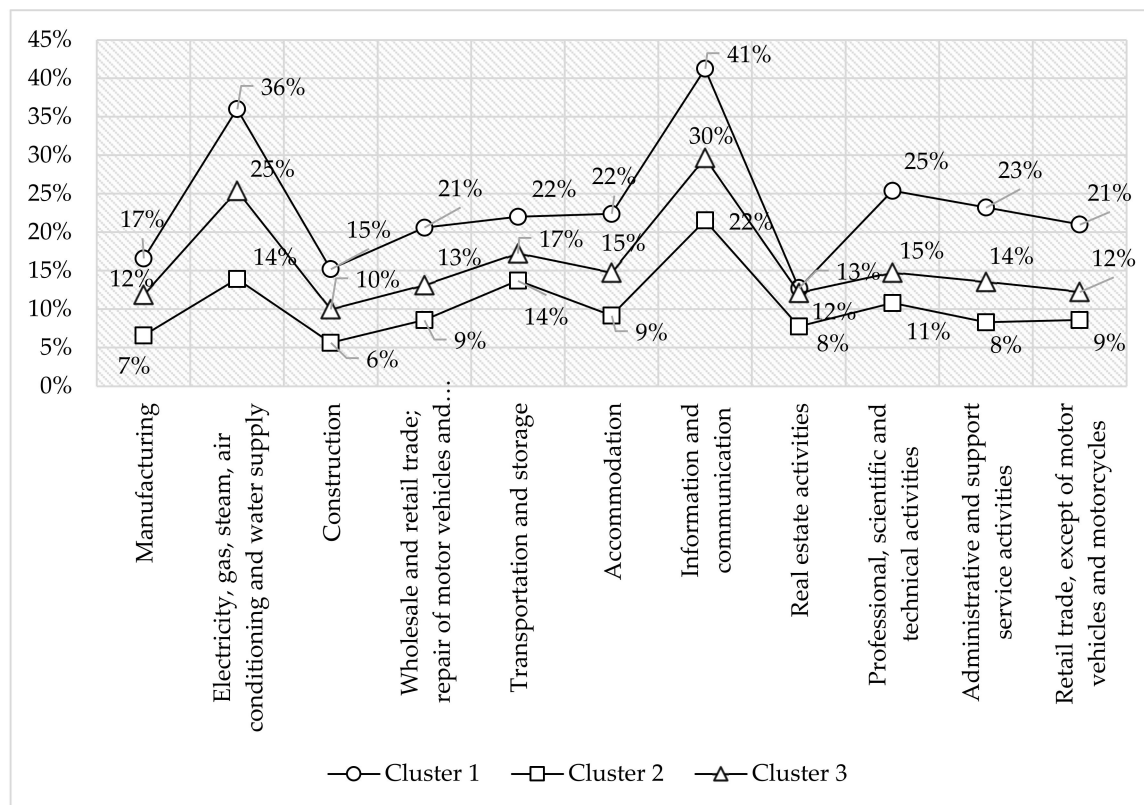 45%
40%
35%
30%
25%
20%
15%
10%
5%
0%
17%
36%
15%
21%
22%
22%
41%
13%
25%
23%
21%
12%
25%
10%
13%
17%
15%
30%
12%
15%
14%
12%
7%
14%
6%
9%
14%
9%
22%
8%
11%
8%
9%
Manufacturing
Electricity, gas, steam, air
conditioning and water supply
Construction
Wholesale and retail trade;
repair of motor vehicles and…
Transportation and storage
Accommodation
Information and
communication
Real estate activities
Professional, scientific and
technical activities
Administrative and support
service activities
Retail trade, except of motor
vehicles and motorcycles
Cluster 1
Cluster 2
Cluster 3